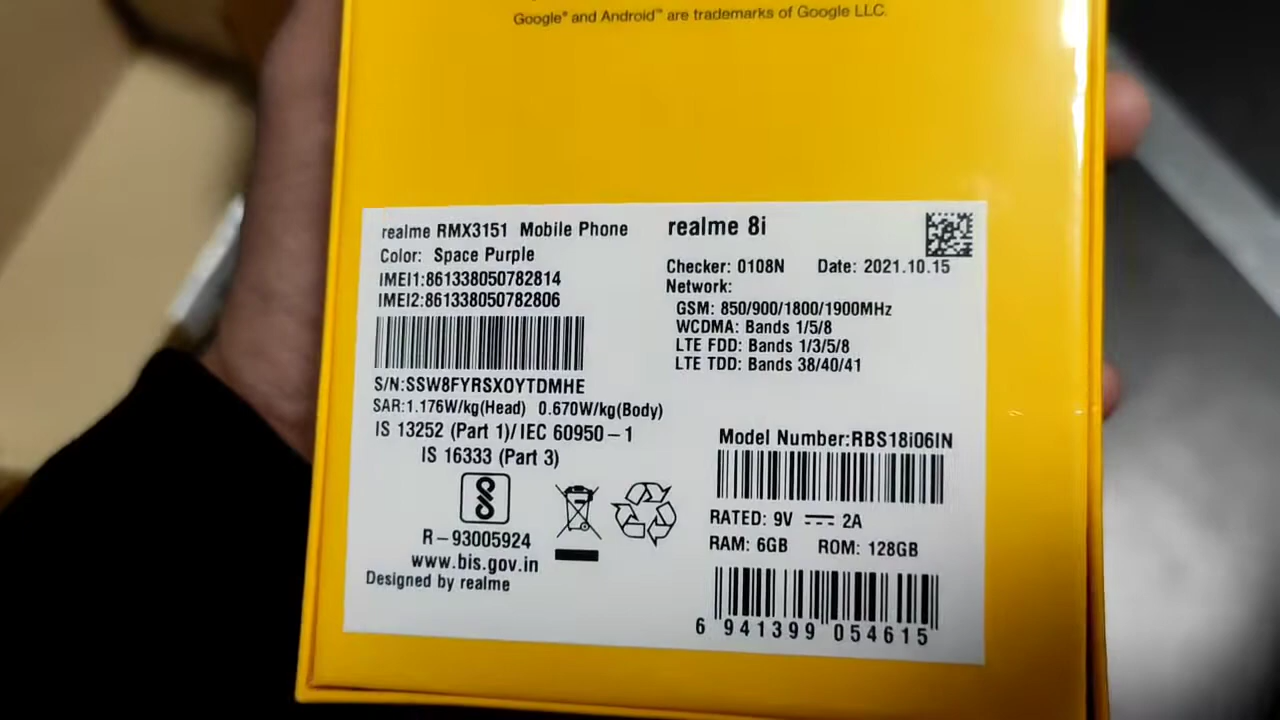 Google® and Android™ are trademarks of Google LLC.
realme RMX3151 Mobile Phone
Color: Space Purple
IMEI1:861338050782814
IMEI2:861338050782806
S/N:SSW8FYRSXOYTDMHE
SAR:1.176W/kg(Head) 0.670W/kg(Body)
IS 13252 (Part 1)/IEC 60950-1
IS 16333 (Part 3)
R-93005924
www.bis.gov.in
Designed by realme
realme 8i
Checker: 0108N Date: 2021.10.15
Network:
GSM: 850/900/1800/1900MHz
WCDMA: Bands 1/5/8
LTE FDD: Bands 1/3/5/8
LTE TDD: Bands 38/40/41
Model Number:RBS18i06IN
RATED: 9V ⎓ 2A
RAM: 6GB ROM: 128GB
6 941399 054615